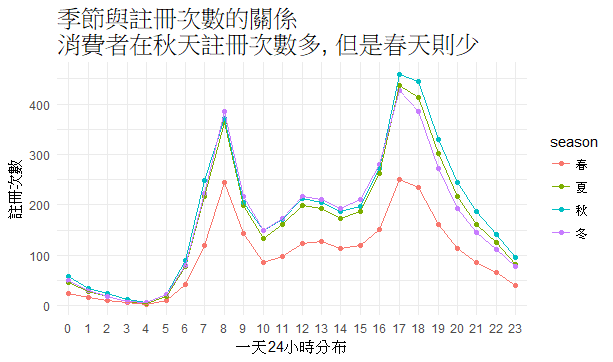 季節與註冊次數的關係
消費者在秋天註冊次數多, 但是春天則少
註冊次數
400
300
200
100
0
0 1 2 3 4 5 6 7 8 9 10 11 12 13 14 15 16 17 18 19 20 21 22 23
一天24小時分布
season
春
夏
秋
冬